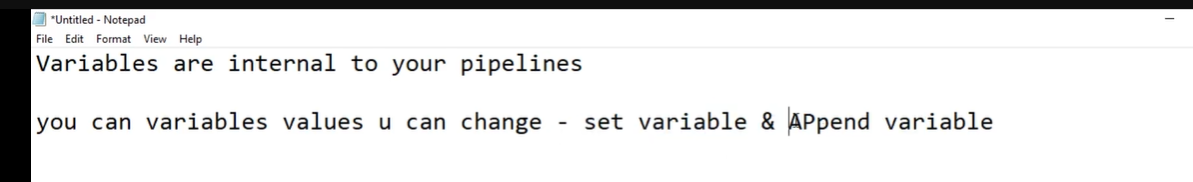 *Untitled - Notepad
File Edit Format View Help
Variables are internal to your pipelines
you can variables values u can change - set variable & APpend variable